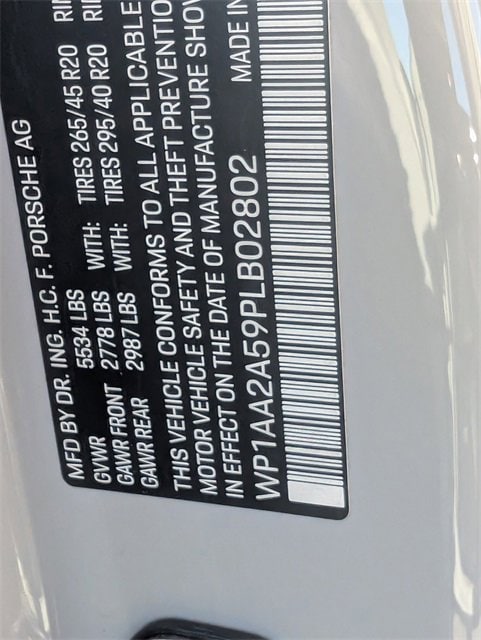 MFD BY DR. ING. H.C. F. PORSCHE AG
GVWR 5534 LBS WITH: TIRES 265/45 R20
GAWR FRONT 2778 LBS WITH: TIRES 295/40 R20
GAWR REAR 2987 LBS
THIS VEHICLE CONFORMS TO ALL APPLICABLE
MOTOR VEHICLE SAFETY AND THEFT PREVENTIO
IN EFFECT ON THE DATE OF MANUFACTURE SHOW
WP1AA2A59PLB02802 MADE IN